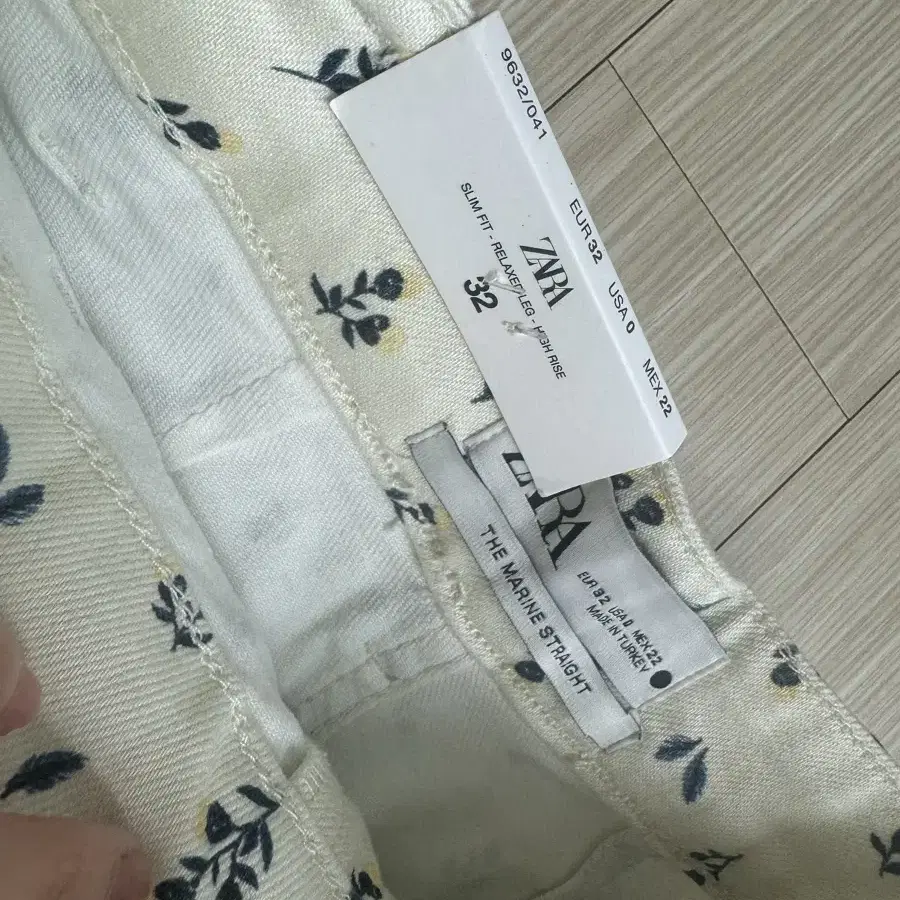 9632/041
EUR 32 USA 0 MEX 22
ZARA
SLIM FIT - RELAXED LEG - HIGH RISE
32
ZARA
EUR 32 USA 0 MEX 22
MADE IN TURKEY
THE MARINE STRAIGHT